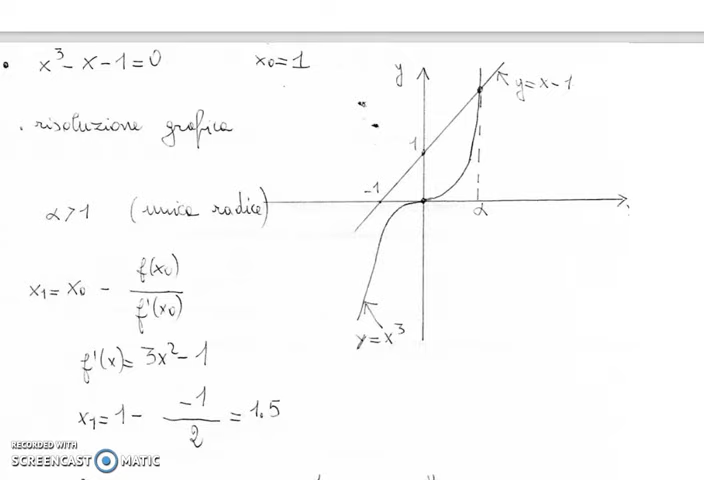 • x³ - x - 1 = 0   x₀ = 1
. risoluzione grafica
α > 1 (unica radice)
x₁ = x₀ - f(x₀) / f'(x₀)
f'(x) = 3x² - 1
x₁ = 1 - -1 / 2 = 1.5
y
y = x - 1
1
-1
α
y = x³
RECORDED WITH
SCREENCAST MATIC